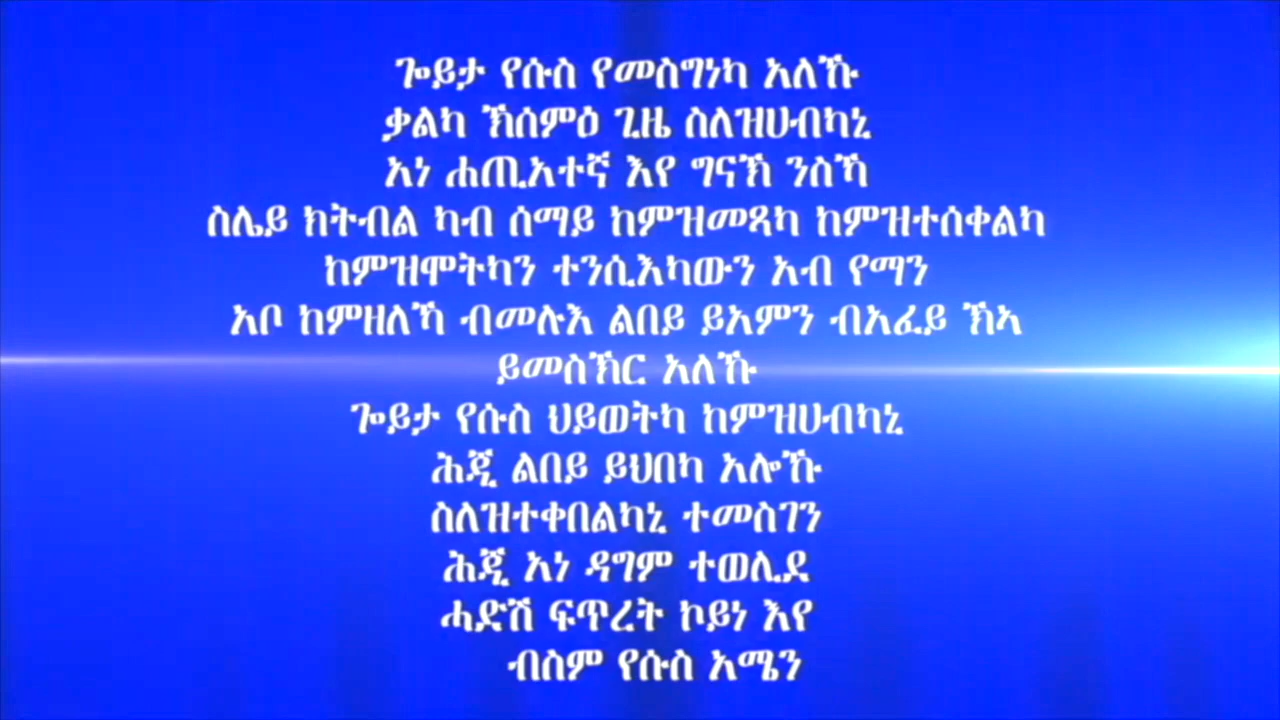 ጐይታ የሱስ የመስግነካ አለኹ
ቃልካ ኽሰምዕ ጊዜ ስለዝሀብካኒ
አነ ሐጢአተኛ እየ ግናኽ ንስኻ
ስሌይ ክትብል ካብ ሰማይ ከምዝመጻካ ከምዝተሰቀልካ
ከምዝሞትካን ተንሲእካውን አብ የማን
አቦ ከምዘለኻ ብመሉእ ልበይ ይአምን ብአፈይ ኽኣ
ይመስኽር አለኹ
ጐይታ የሱስ ህይወትካ ከምዝሀብካኒ
ሕጂ ልበይ ይህበካ አሎኹ
ስለዝተቀበልካኒ ተመስገን
ሕጂ አነ ዳግም ተወሊደ
ሓድሽ ፍጥረት ኮይነ እየ
ብስም የሱስ አሜን